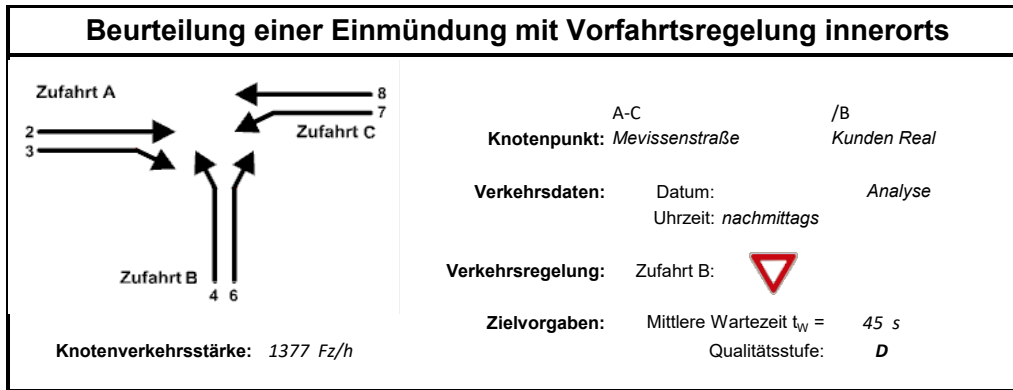 Beurteilung einer Einmündung mit Vorfahrtsregelung innerorts
Zufahrt A
8
7
Zufahrt C
2
3
Zufahrt B
4 6
Knotenverkehrsstärke: 1377 Fz/h
A-C /B
Knotenpunkt: Mevissenstraße Kunden Real
Verkehrsdaten: Datum: Analyse
Uhrzeit: nachmittags
Verkehrsregelung: Zufahrt B:
Zielvorgaben: Mittlere Wartezeit tW = 45 s
Qualitätsstufe: D